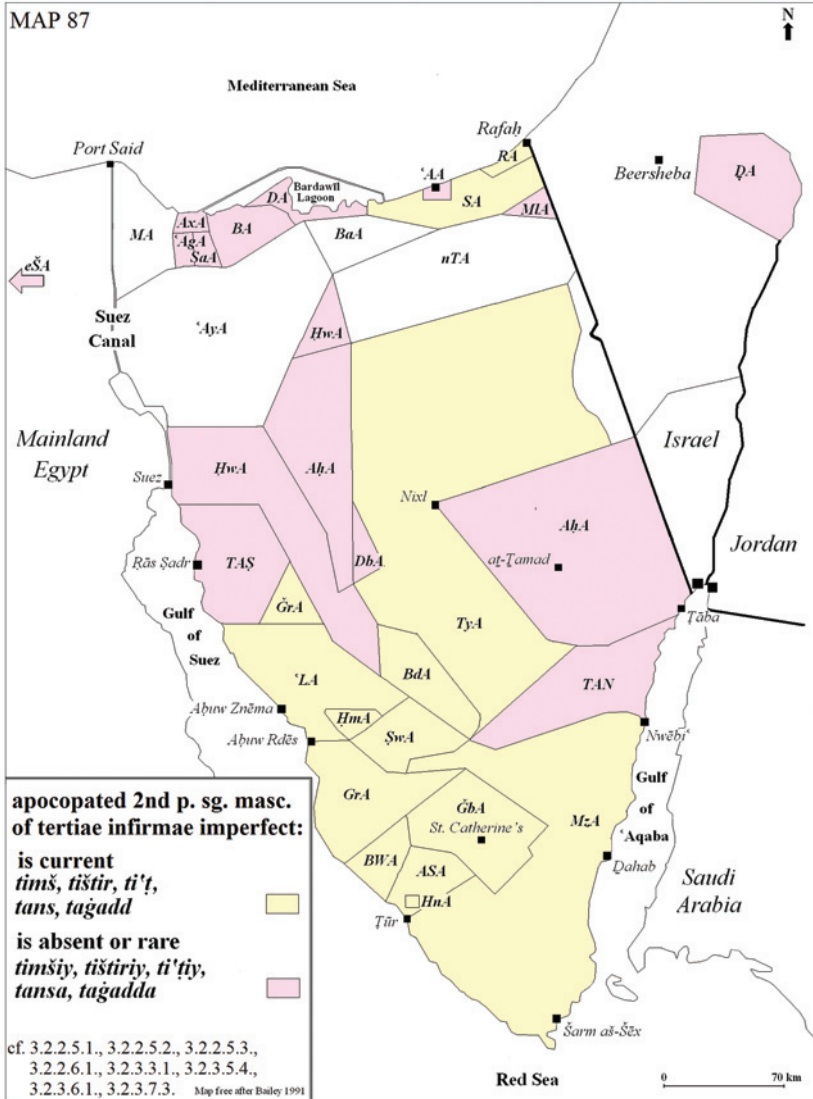 MAP 87
N
Mediterranean Sea
Port Said
Rafaḥ
RA
Beersheba
ḌA
ʿAA
DA
Bardawīl
Lagoon
SA
MlA
AxA
BA
MA
ʿAgA
ṢaA
BaA
nTA
eŠA
Suez
Canal
ʿAyA
ḤwA
Mainland
Egypt
Israel
Suez
ḤwA
AḥA
Nixl
AḥA
Jordan
Rās Ṣadr
TAṢ
DbA
aṯ-Ṯamad
ǦrA
Gulf
of
Suez
TyA
Ṭāba
ʿLA
BdA
TAN
Abuw Znēma
ḤmA
ṢwA
Abuw Rdēs
Nwēbiʿ
GrA
ǦbA
St. Catherine's
MzA
Gulf
of
ʿAqaba
BWA
ASA
Ḏahab
HnA
Saudi
Arabia
Ṭūr
Šarm aš-Šēx
Red Sea
0
70 km
apocopated 2nd p. sg. masc.
of tertiae infirmae imperfect:
is current
timš, tištir, tiʿṭ,
tans, taġadd
is absent or rare
timšiy, tištiriy, tiʿṭiy,
tansa, taġadda
cf. 3.2.2.5.1., 3.2.2.5.2., 3.2.2.5.3.,
3.2.2.6.1., 3.2.3.3.1., 3.2.3.5.4.,
3.2.3.6.1., 3.2.3.7.3.
Map free after Bailey 1991